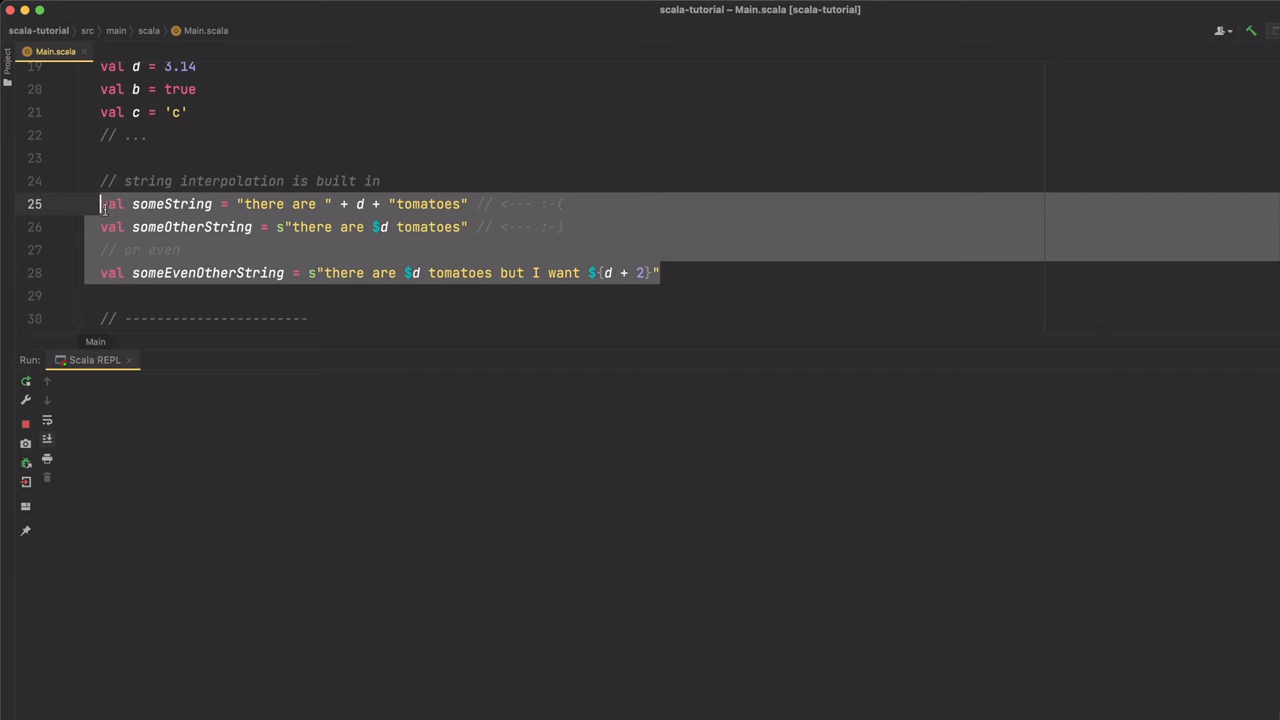 scala-tutorial – Main.scala [scala-tutorial]
scala-tutorial src main scala Main.scala
Main.scala
Project
19 val d = 3.14
20 val b = true
21 val c = 'c'
22 // ...
23
24 // string interpolation is built in
25 val someString = "there are " + d + "tomatoes" // <--- :-(
26 val someOtherString = s"there are $d tomatoes" // <--- :-)
27 // or even
28 val someEvenOtherString = s"there are $d tomatoes but I want ${d + 2}"
29
30 // -----------------------
Main
Run: Scala REPL